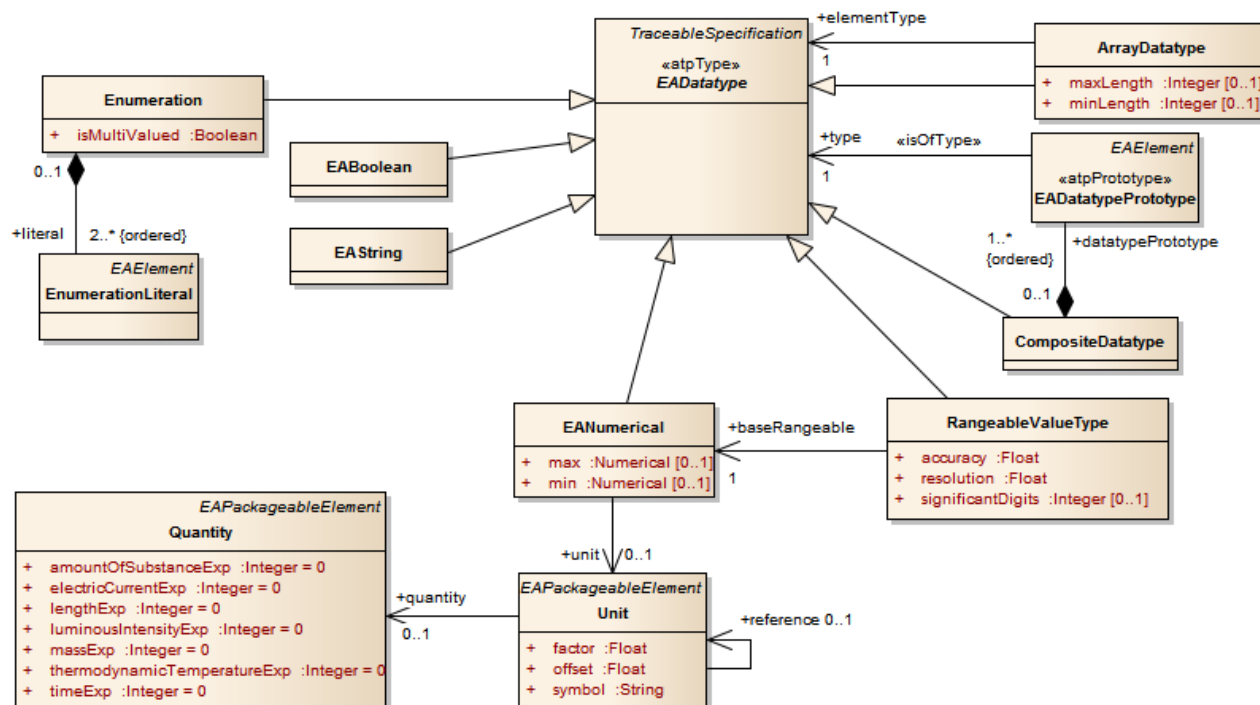 TraceableSpecification
«atpType»
EADatatype
+elementType
1
ArrayDatatype
+ maxLength :Integer [0..1]
+ minLength :Integer [0..1]
Enumeration
+ isMultiValued :Boolean
0..1
+literal
2..* {ordered}
EAElement
EnumerationLiteral
EABoolean
EAString
+type
«isOfType»
1
EAElement
«atpPrototype»
EADatatypePrototype
1..*
{ordered}
+datatypePrototype
0..1
CompositeDatatype
EANumerical
+ max :Numerical [0..1]
+ min :Numerical [0..1]
+baseRangeable
1
RangeableValueType
+ accuracy :Float
+ resolution :Float
+ significantDigits :Integer [0..1]
EAPackageableElement
Quantity
+ amountOfSubstanceExp :Integer = 0
+ electricCurrentExp :Integer = 0
+ lengthExp :Integer = 0
+ luminousIntensityExp :Integer = 0
+ massExp :Integer = 0
+ thermodynamicTemperatureExp :Integer = 0
+ timeExp :Integer = 0
+quantity
0..1
+unit
0..1
EAPackageableElement
Unit
+ factor :Float
+ offset :Float
+ symbol :String
+reference 0..1